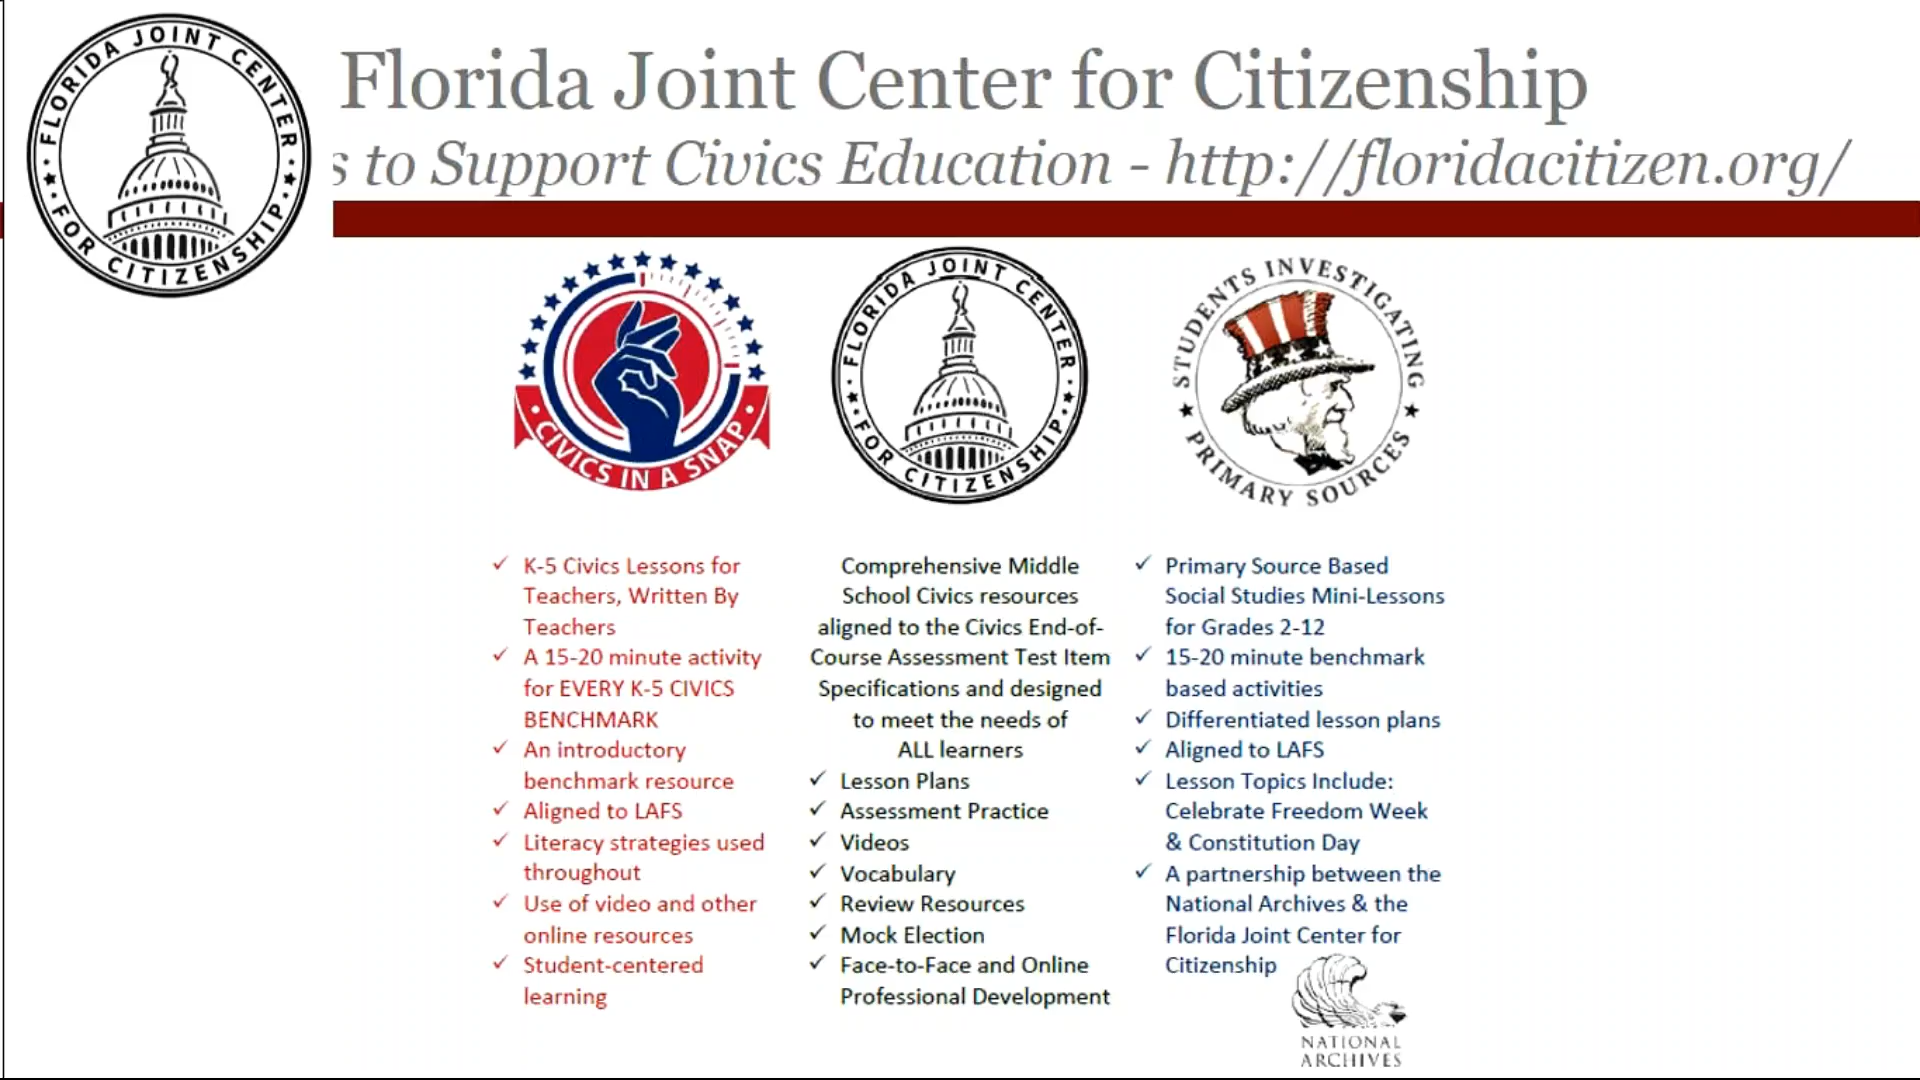 FLORIDA JOINT CENTER
FOR CITIZENSHIP
Florida Joint Center for Citizenship
s to Support Civics Education - http://floridacitizen.org/
CIVICS IN A SNAP
K-5 Civics Lessons for
Teachers, Written By
Teachers
A 15-20 minute activity
for EVERY K-5 CIVICS
BENCHMARK
An introductory
benchmark resource
Aligned to LAFS
Literacy strategies used
throughout
Use of video and other
online resources
Student-centered
learning
FLORIDA JOINT CENTER
FOR CITIZENSHIP
Comprehensive Middle
School Civics resources
aligned to the Civics End-of-
Course Assessment Test Item
Specifications and designed
to meet the needs of
ALL learners
Lesson Plans
Assessment Practice
Videos
Vocabulary
Review Resources
Mock Election
Face-to-Face and Online
Professional Development
STUDENTS INVESTIGATING
PRIMARY SOURCES
Primary Source Based
Social Studies Mini-Lessons
for Grades 2-12
15-20 minute benchmark
based activities
Differentiated lesson plans
Aligned to LAFS
Lesson Topics Include:
Celebrate Freedom Week
& Constitution Day
A partnership between the
National Archives & the
Florida Joint Center for
Citizenship
NATIONAL
ARCHIVES